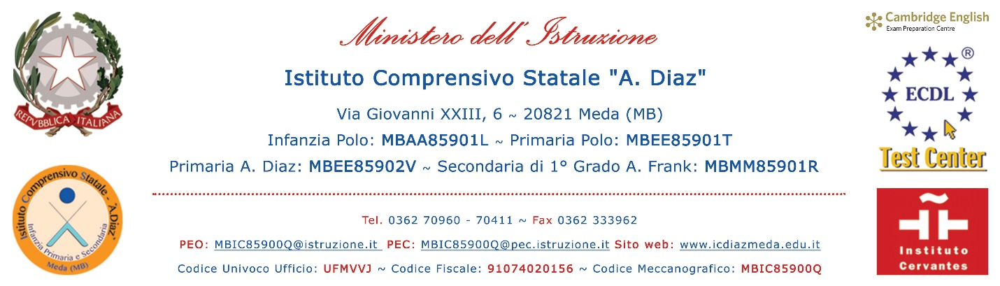 Ministero dell' Istruzione
Istituto Comprensivo Statale "A. Diaz"
Via Giovanni XXIII, 6 ~ 20821 Meda (MB)
Infanzia Polo: MBAA85901L ~ Primaria Polo: MBEE85901T
Primaria A. Diaz: MBEE85902V ~ Secondaria di 1° Grado A. Frank: MBMM85901R
Tel. 0362 70960 - 70411 ~ Fax 0362 333962
PEO: MBIC85900Q@istruzione.it PEC: MBIC85900Q@pec.istruzione.it Sito web: www.icdiazmeda.edu.it
Codice Univoco Ufficio: UFMVVJ ~ Codice Fiscale: 91074020156 ~ Codice Meccanografico: MBIC85900Q
REPVBBLICA ITALIANA
Istituto Comprensivo Statale - "A.Diaz"
Infanzia Primaria e Secondaria
Meda (MB)
Cambridge English
Exam Preparation Centre
®
ECDL
Test Center
Instituto
Cervantes